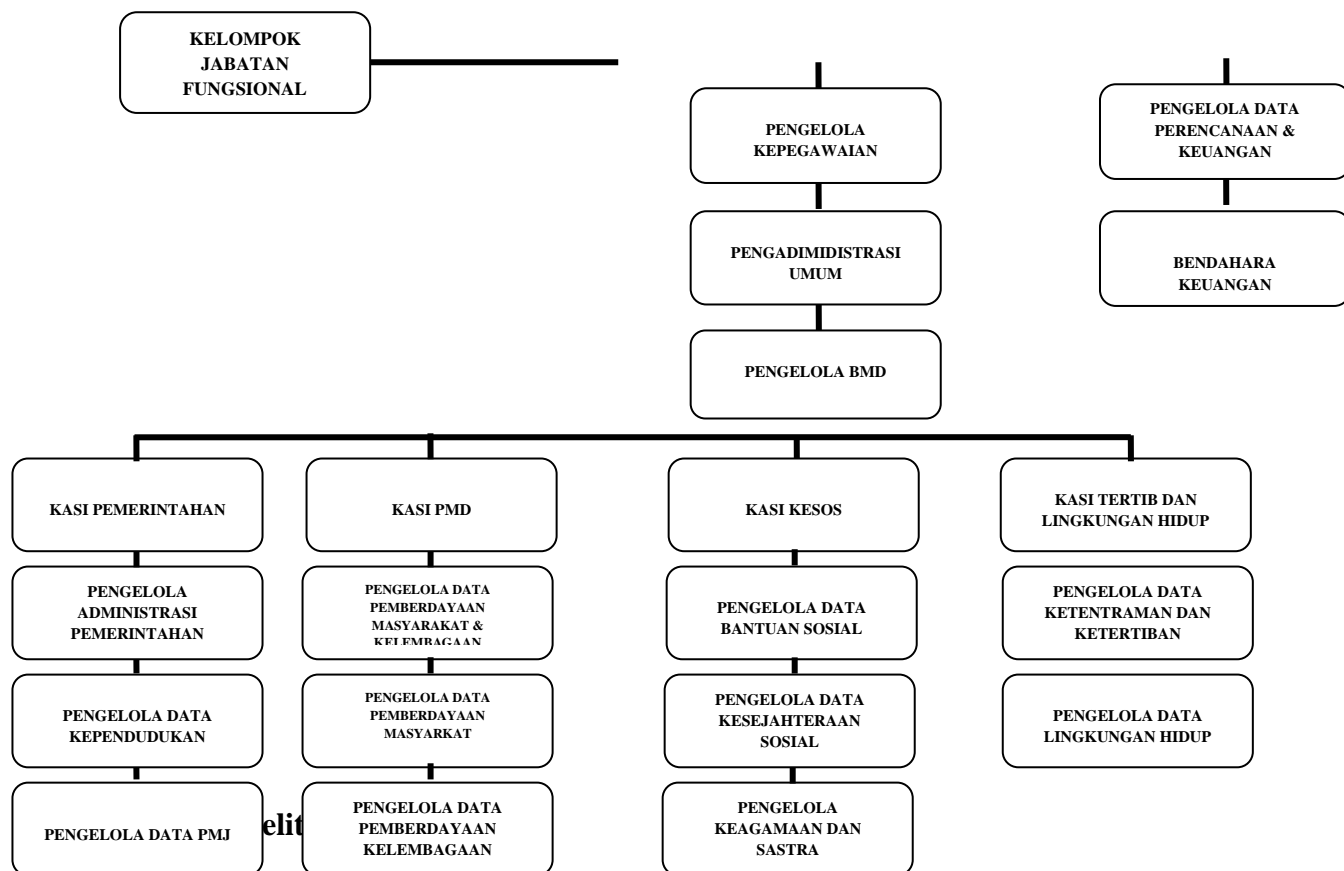 KELOMPOK
JABATAN
FUNGSIONAL
PENGELOLA
KEPEGAWAIAN
PENGELOLA DATA
PERENCANAAN &
KEUANGAN
PENGADIMIDISTRASI
UMUM
BENDAHARA
KEUANGAN
PENGELOLA BMD
KASI PEMERINTAHAN
KASI PMD
KASI KESOS
KASI TERTIB DAN
LINGKUNGAN HIDUP
PENGELOLA
ADMINISTRASI
PEMERINTAHAN
PENGELOLA DATA
PEMBERDAYAAN
MASYARAKAT &
KELEMBAGAAN
PENGELOLA DATA
BANTUAN SOSIAL
PENGELOLA DATA
KETENTRAMAN DAN
KETERTIBAN
PENGELOLA DATA
KEPENDUDUKAN
PENGELOLA DATA
PEMBERDAYAAN
MASYARKAT
PENGELOLA DATA
KESEJAHTERAAN
SOSIAL
PENGELOLA DATA
LINGKUNGAN HIDUP
PENGELOLA DATA PMJ
elit
PENGELOLA DATA
PEMBERDAYAAN
KELEMBAGAAN
PENGELOLA
KEAGAMAAN DAN
SASTRA